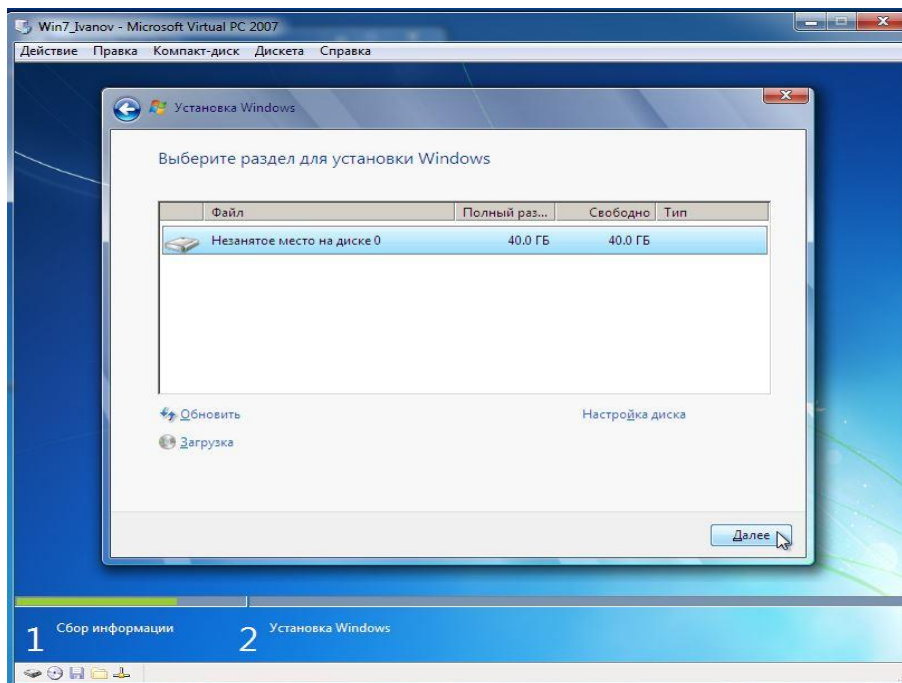 Win7_Ivanov - Microsoft Virtual PC 2007
Действие Правка Компакт-диск Дискета Справка
Установка Windows
Выберите раздел для установки Windows
Файл Полный раз... Свободно Тип
Незанятое место на диске 0 40.0 ГБ 40.0 ГБ
Обновить Настройка диска
Загрузка
Далее
1 Сбор информации 2 Установка Windows